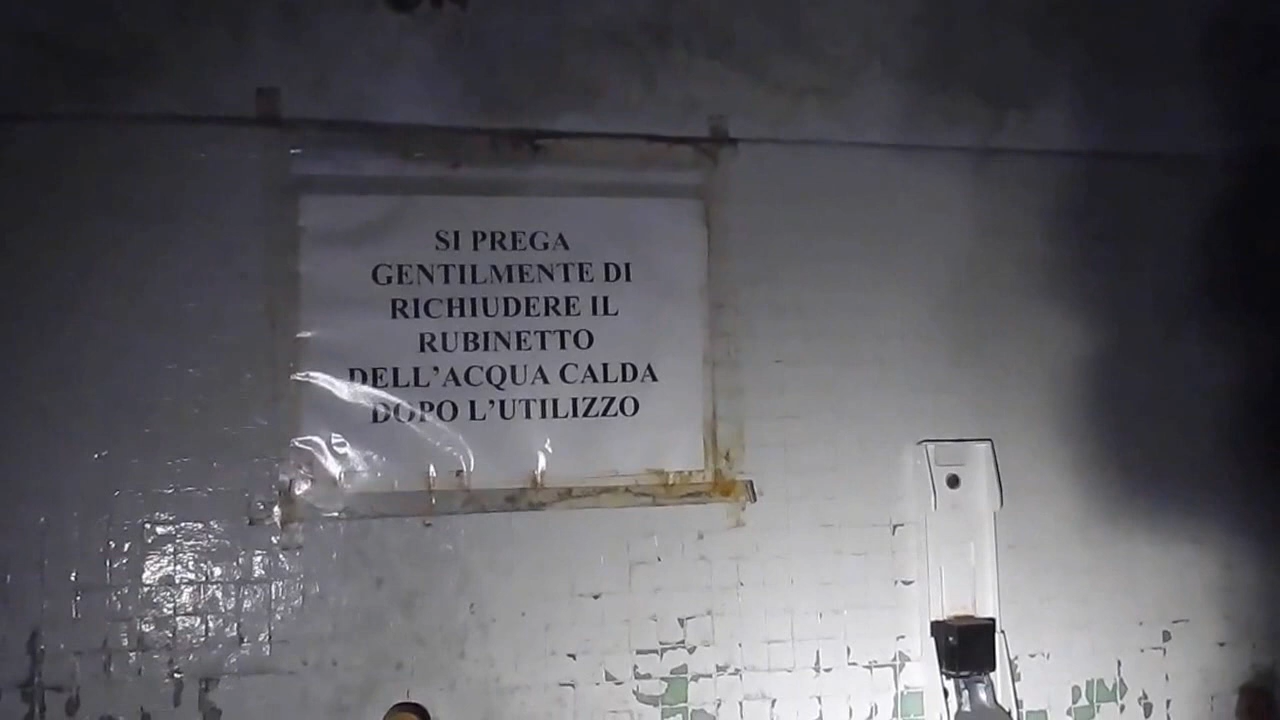 SI PREGA
GENTILMENTE DI
RICHIUDERE IL
RUBINETTO
DELL'ACQUA CALDA
DOPO L'UTILIZZO